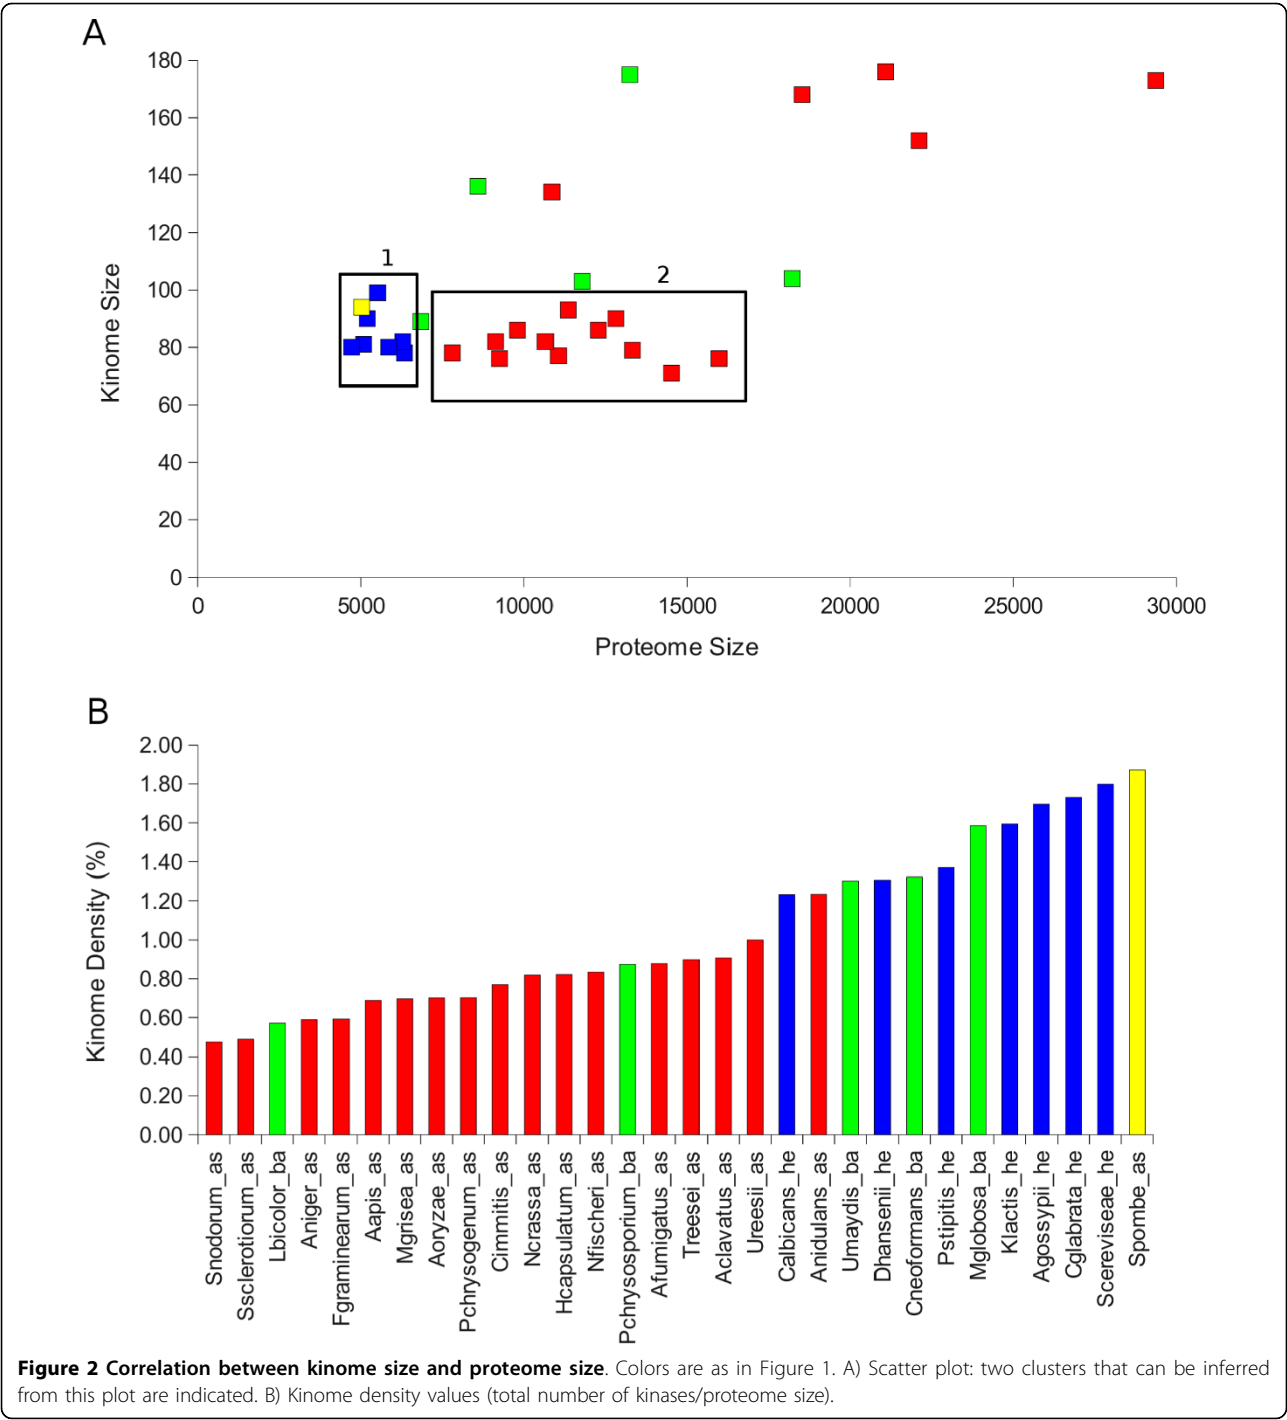 A
180
160
140
120
100
80
60
40
20
0
Kinome Size
1
2
0 5000 10000 15000 20000 25000 30000
Proteome Size
B
2.00
1.80
1.60
1.40
1.20
1.00
0.80
0.60
0.40
0.20
0.00
Kinome Density (%)
Snodorum_as
Ssclerotiorum_as
Lbicolor_ba
Aniger_as
Fgraminearum_as
Aapis_as
Mgrisea_as
Aoryzae_as
Pchrysogenum_as
Cimmitis_as
Ncrassa_as
Hcapsulatum_as
Nfischeri_as
Pchrysosporium_ba
Afumigatus_as
Treesei_as
Aclavatus_as
Ureesii_as
Calbicans_he
Anidulans_as
Umaydis_ba
Dhansenii_he
Cneoformans_ba
Pstipitis_he
Mglobosa_ba
Klactis_he
Agossypii_he
Cglabrata_he
Scereviseae_he
Spombe_as
Figure 2 Correlation between kinome size and proteome size. Colors are as in Figure 1. A) Scatter plot: two clusters that can be inferred
from this plot are indicated. B) Kinome density values (total number of kinases/proteome size).